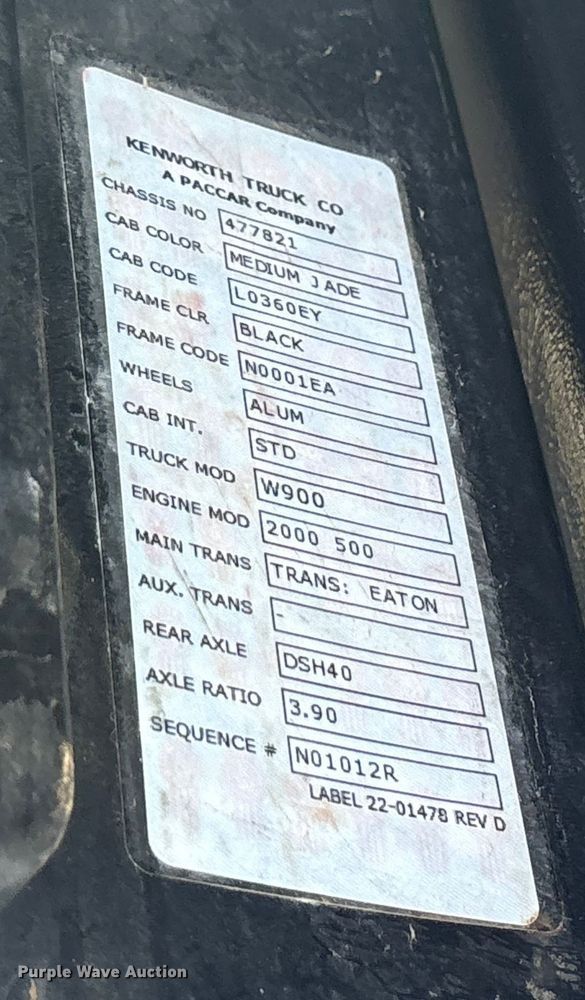 KENWORTH TRUCK CO
A PACCAR Company
CHASSIS NO 477821
CAB COLOR MEDIUM JADE
CAB CODE L0360EY
FRAME CLR BLACK
FRAME CODE N0001EA
WHEELS ALUM
CAB INT. STD
TRUCK MOD W900
ENGINE MOD 2000 500
MAIN TRANS TRANS: EATON
AUX. TRANS -
REAR AXLE DSH40
AXLE RATIO 3.90
SEQUENCE # N01012R
LABEL 22-01478 REV D
Purple Wave Auction